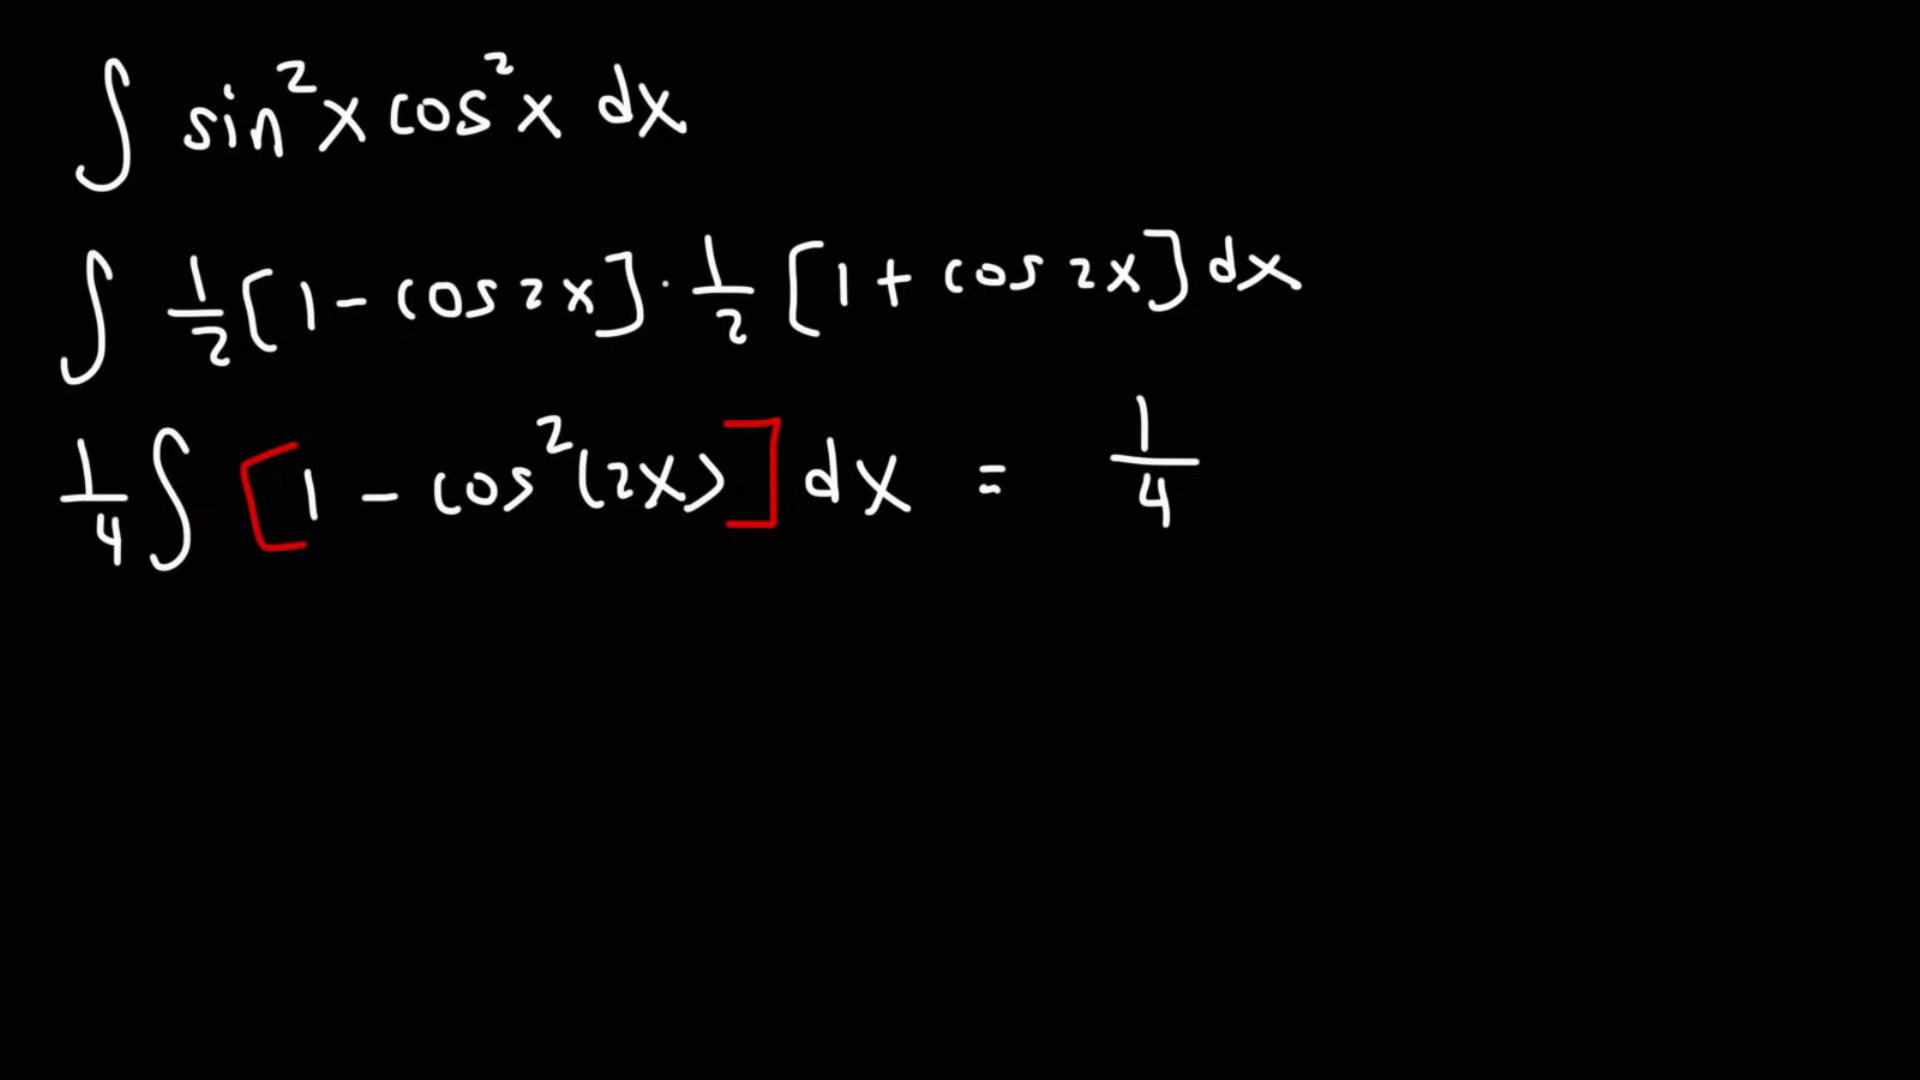 ∫ sin²x cos²x dx
∫ 1/2 [1 - cos 2x] · 1/2 [1 + cos 2x] dx
1/4 ∫ [1 - cos²(2x)] dx = 1/4